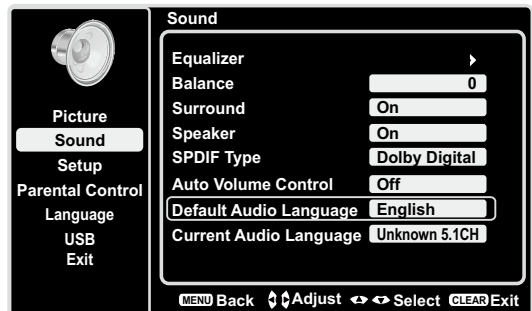 Sound
Equalizer
Balance 0
Surround On
Speaker On
SPDIF Type Dolby Digital
Auto Volume Control Off
Default Audio Language English
Current Audio Language Unknown 5.1CH
Picture
Sound
Setup
Parental Control
Language
USB
Exit
MENU Back Adjust Select CLEAR Exit